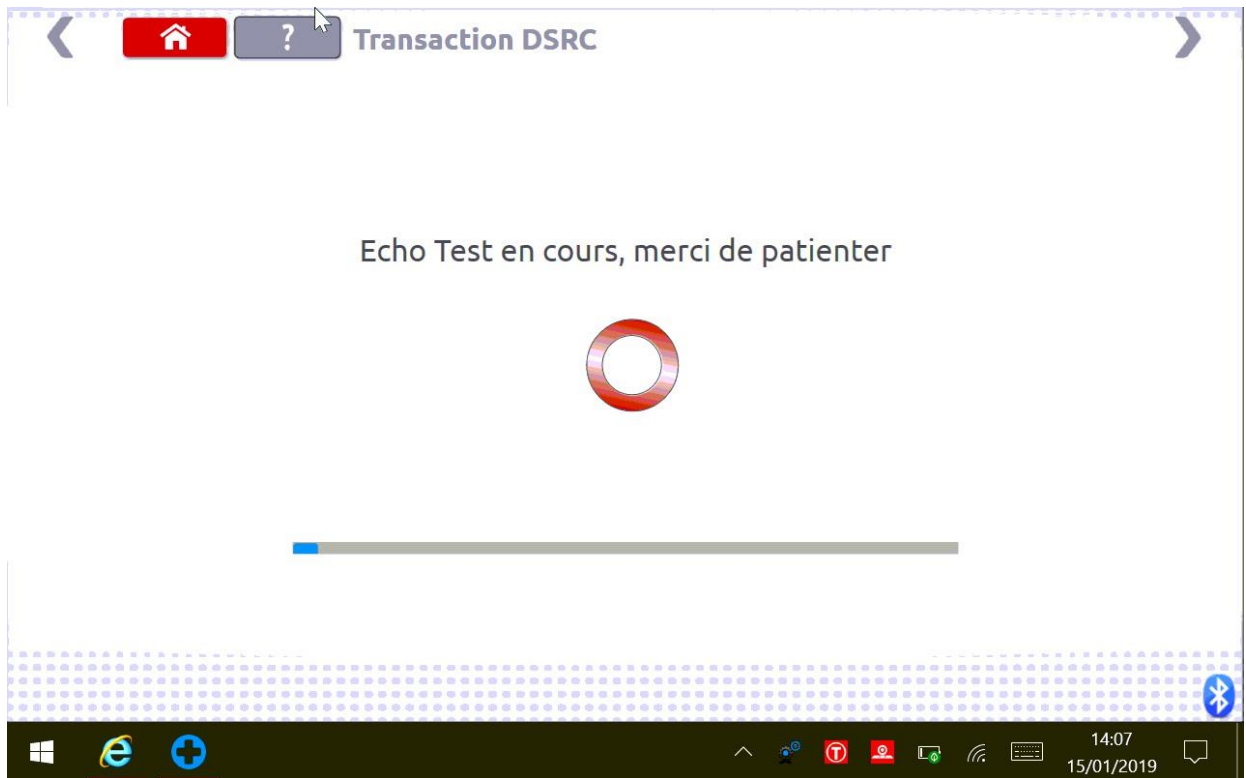 ? Transaction DSRC
Echo Test en cours, merci de patienter
14:07
15/01/2019